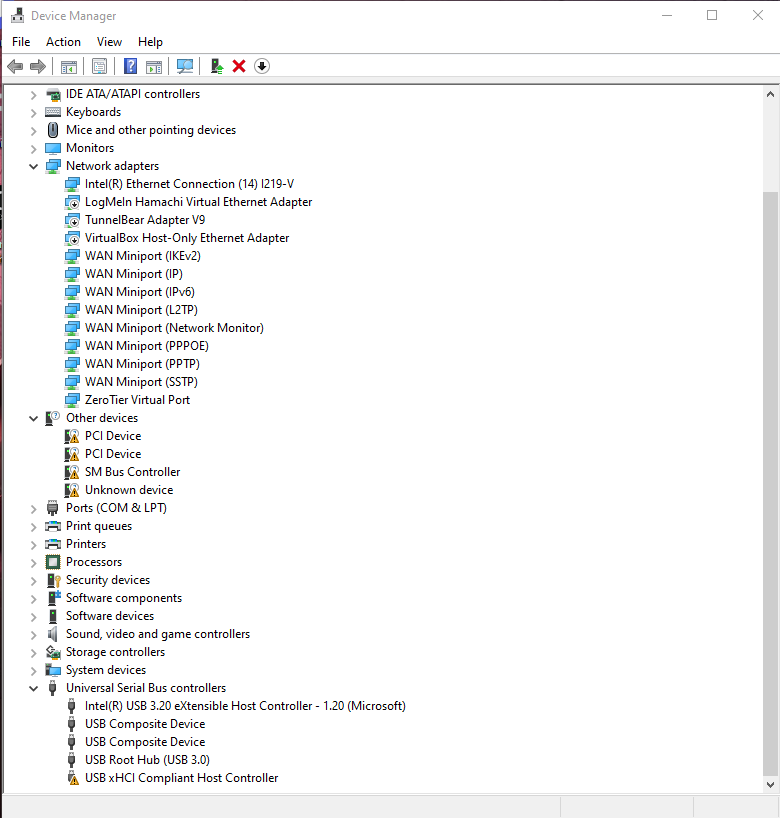 Device Manager
File Action View Help
IDE ATA/ATAPI controllers
Keyboards
Mice and other pointing devices
Monitors
Network adapters
Intel(R) Ethernet Connection (14) I219-V
LogMeIn Hamachi Virtual Ethernet Adapter
TunnelBear Adapter V9
VirtualBox Host-Only Ethernet Adapter
WAN Miniport (IKEv2)
WAN Miniport (IP)
WAN Miniport (IPv6)
WAN Miniport (L2TP)
WAN Miniport (Network Monitor)
WAN Miniport (PPPOE)
WAN Miniport (PPTP)
WAN Miniport (SSTP)
ZeroTier Virtual Port
Other devices
PCI Device
PCI Device
SM Bus Controller
Unknown device
Ports (COM & LPT)
Print queues
Printers
Processors
Security devices
Software components
Software devices
Sound, video and game controllers
Storage controllers
System devices
Universal Serial Bus controllers
Intel(R) USB 3.20 eXtensible Host Controller - 1.20 (Microsoft)
USB Composite Device
USB Composite Device
USB Root Hub (USB 3.0)
USB xHCI Compliant Host Controller